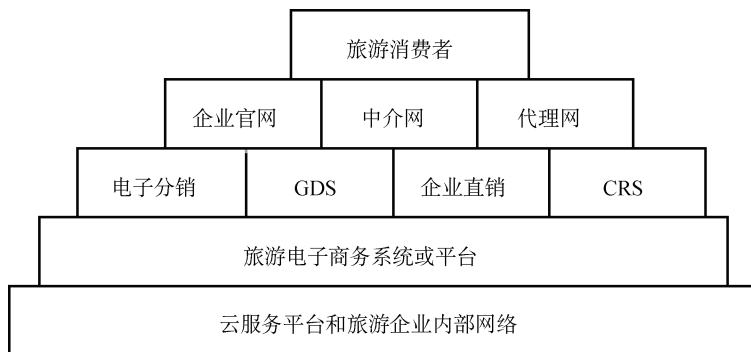 旅游消费者
企业官网 中介网 代理网
电子分销 GDS 企业直销 CRS
旅游电子商务系统或平台
云服务平台和旅游企业内部网络